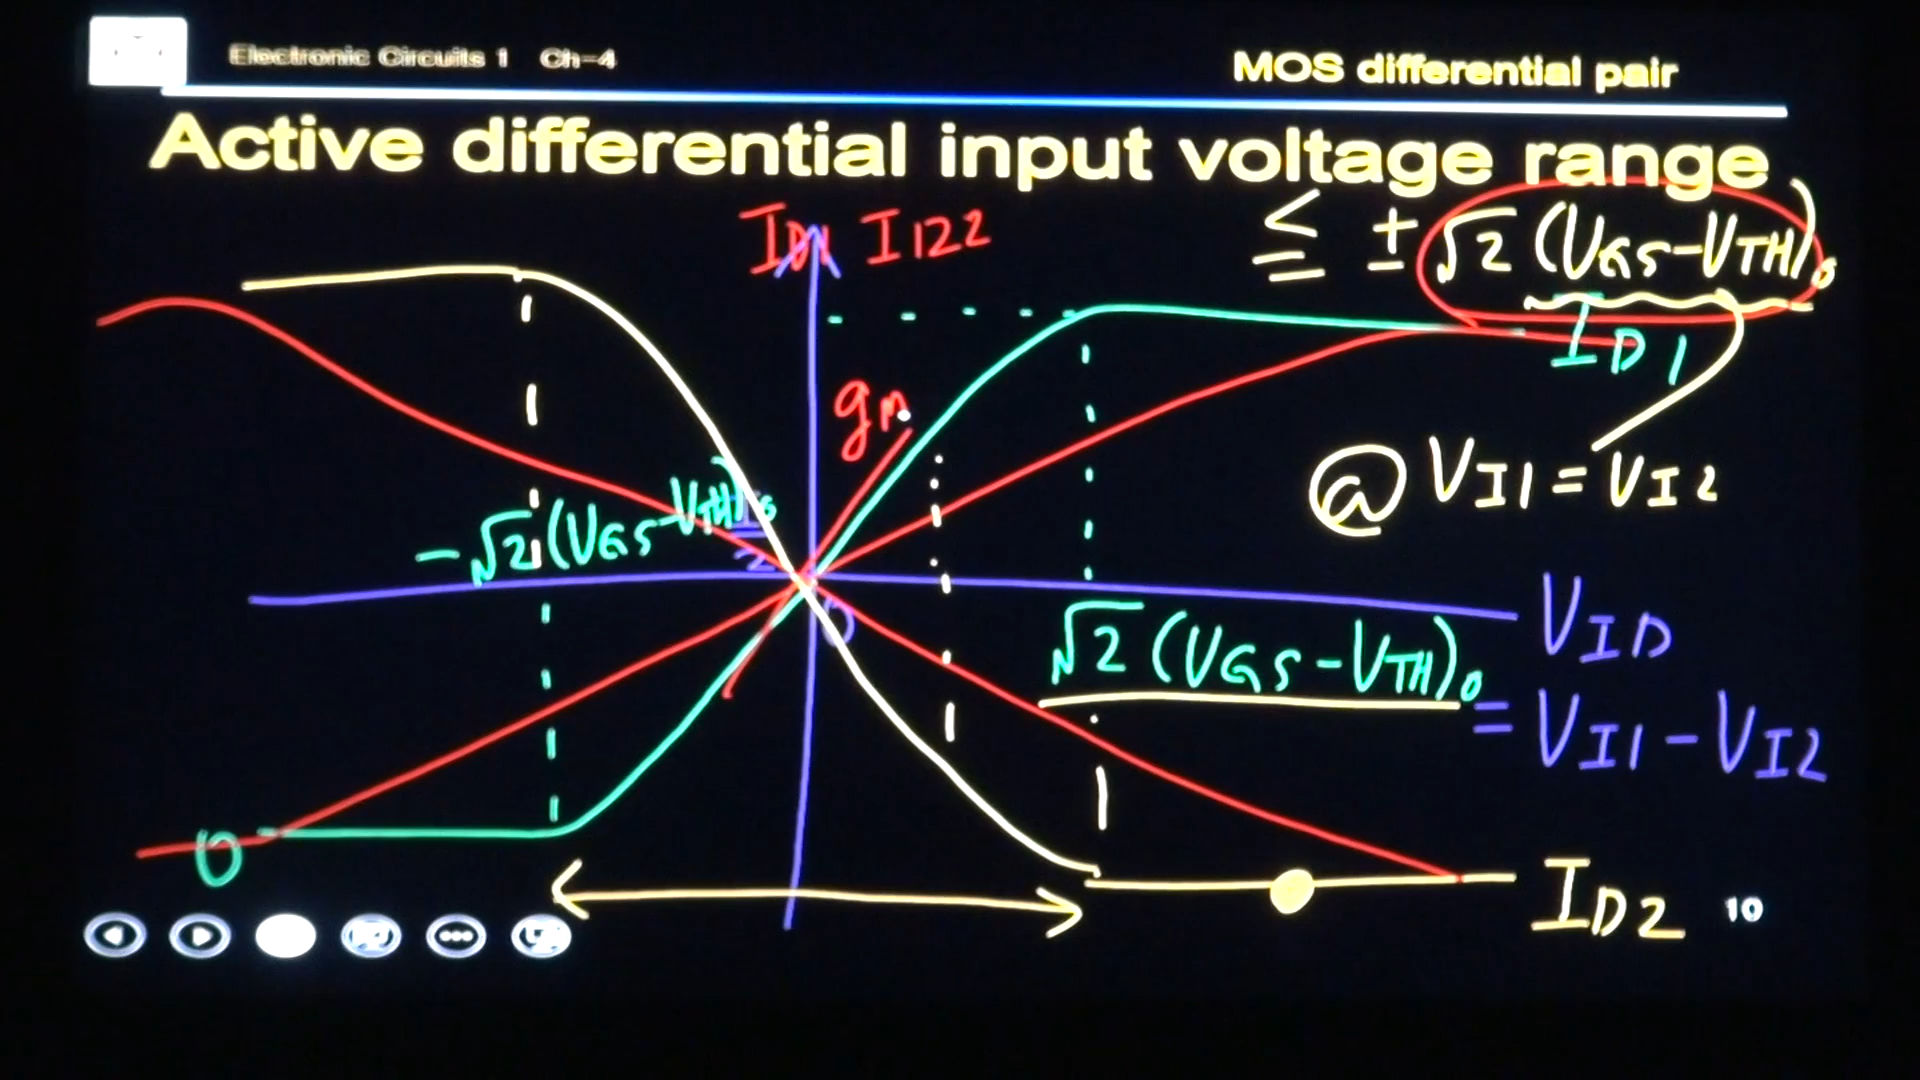 Electronic Circuits 1 Ch-4
MOS differential pair
Active differential input voltage range
≦ ± √2 (VGS-VTH)0
ID1 I122
ID1
gm
@ VI1 = VI2
-√2 (VGS-VTH)0
I/2
0
VID
= VI1 - VI2
√2 (VGS-VTH)0
0
ID2
10